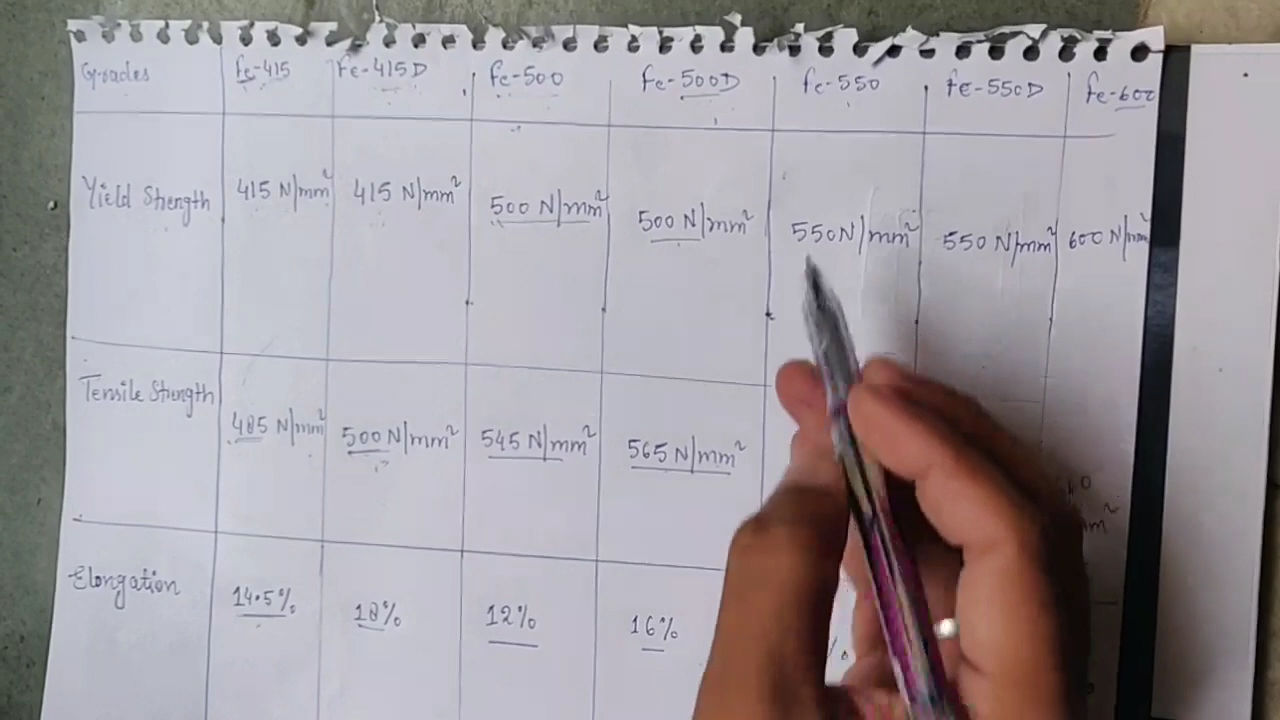 Grades Fe-415 Fe-415D Fe-500 Fe-500D Fe-550 Fe-550D Fe-600
Yield Strength 415 N/mm² 415 N/mm² 500 N/mm² 500 N/mm² 550N/mm² 550 N/mm² 600 N/mm²
Tensile Strength 485 N/mm² 500 N/mm² 545 N/mm² 565 N/mm²
Elongation 14.5% 18% 12% 16%